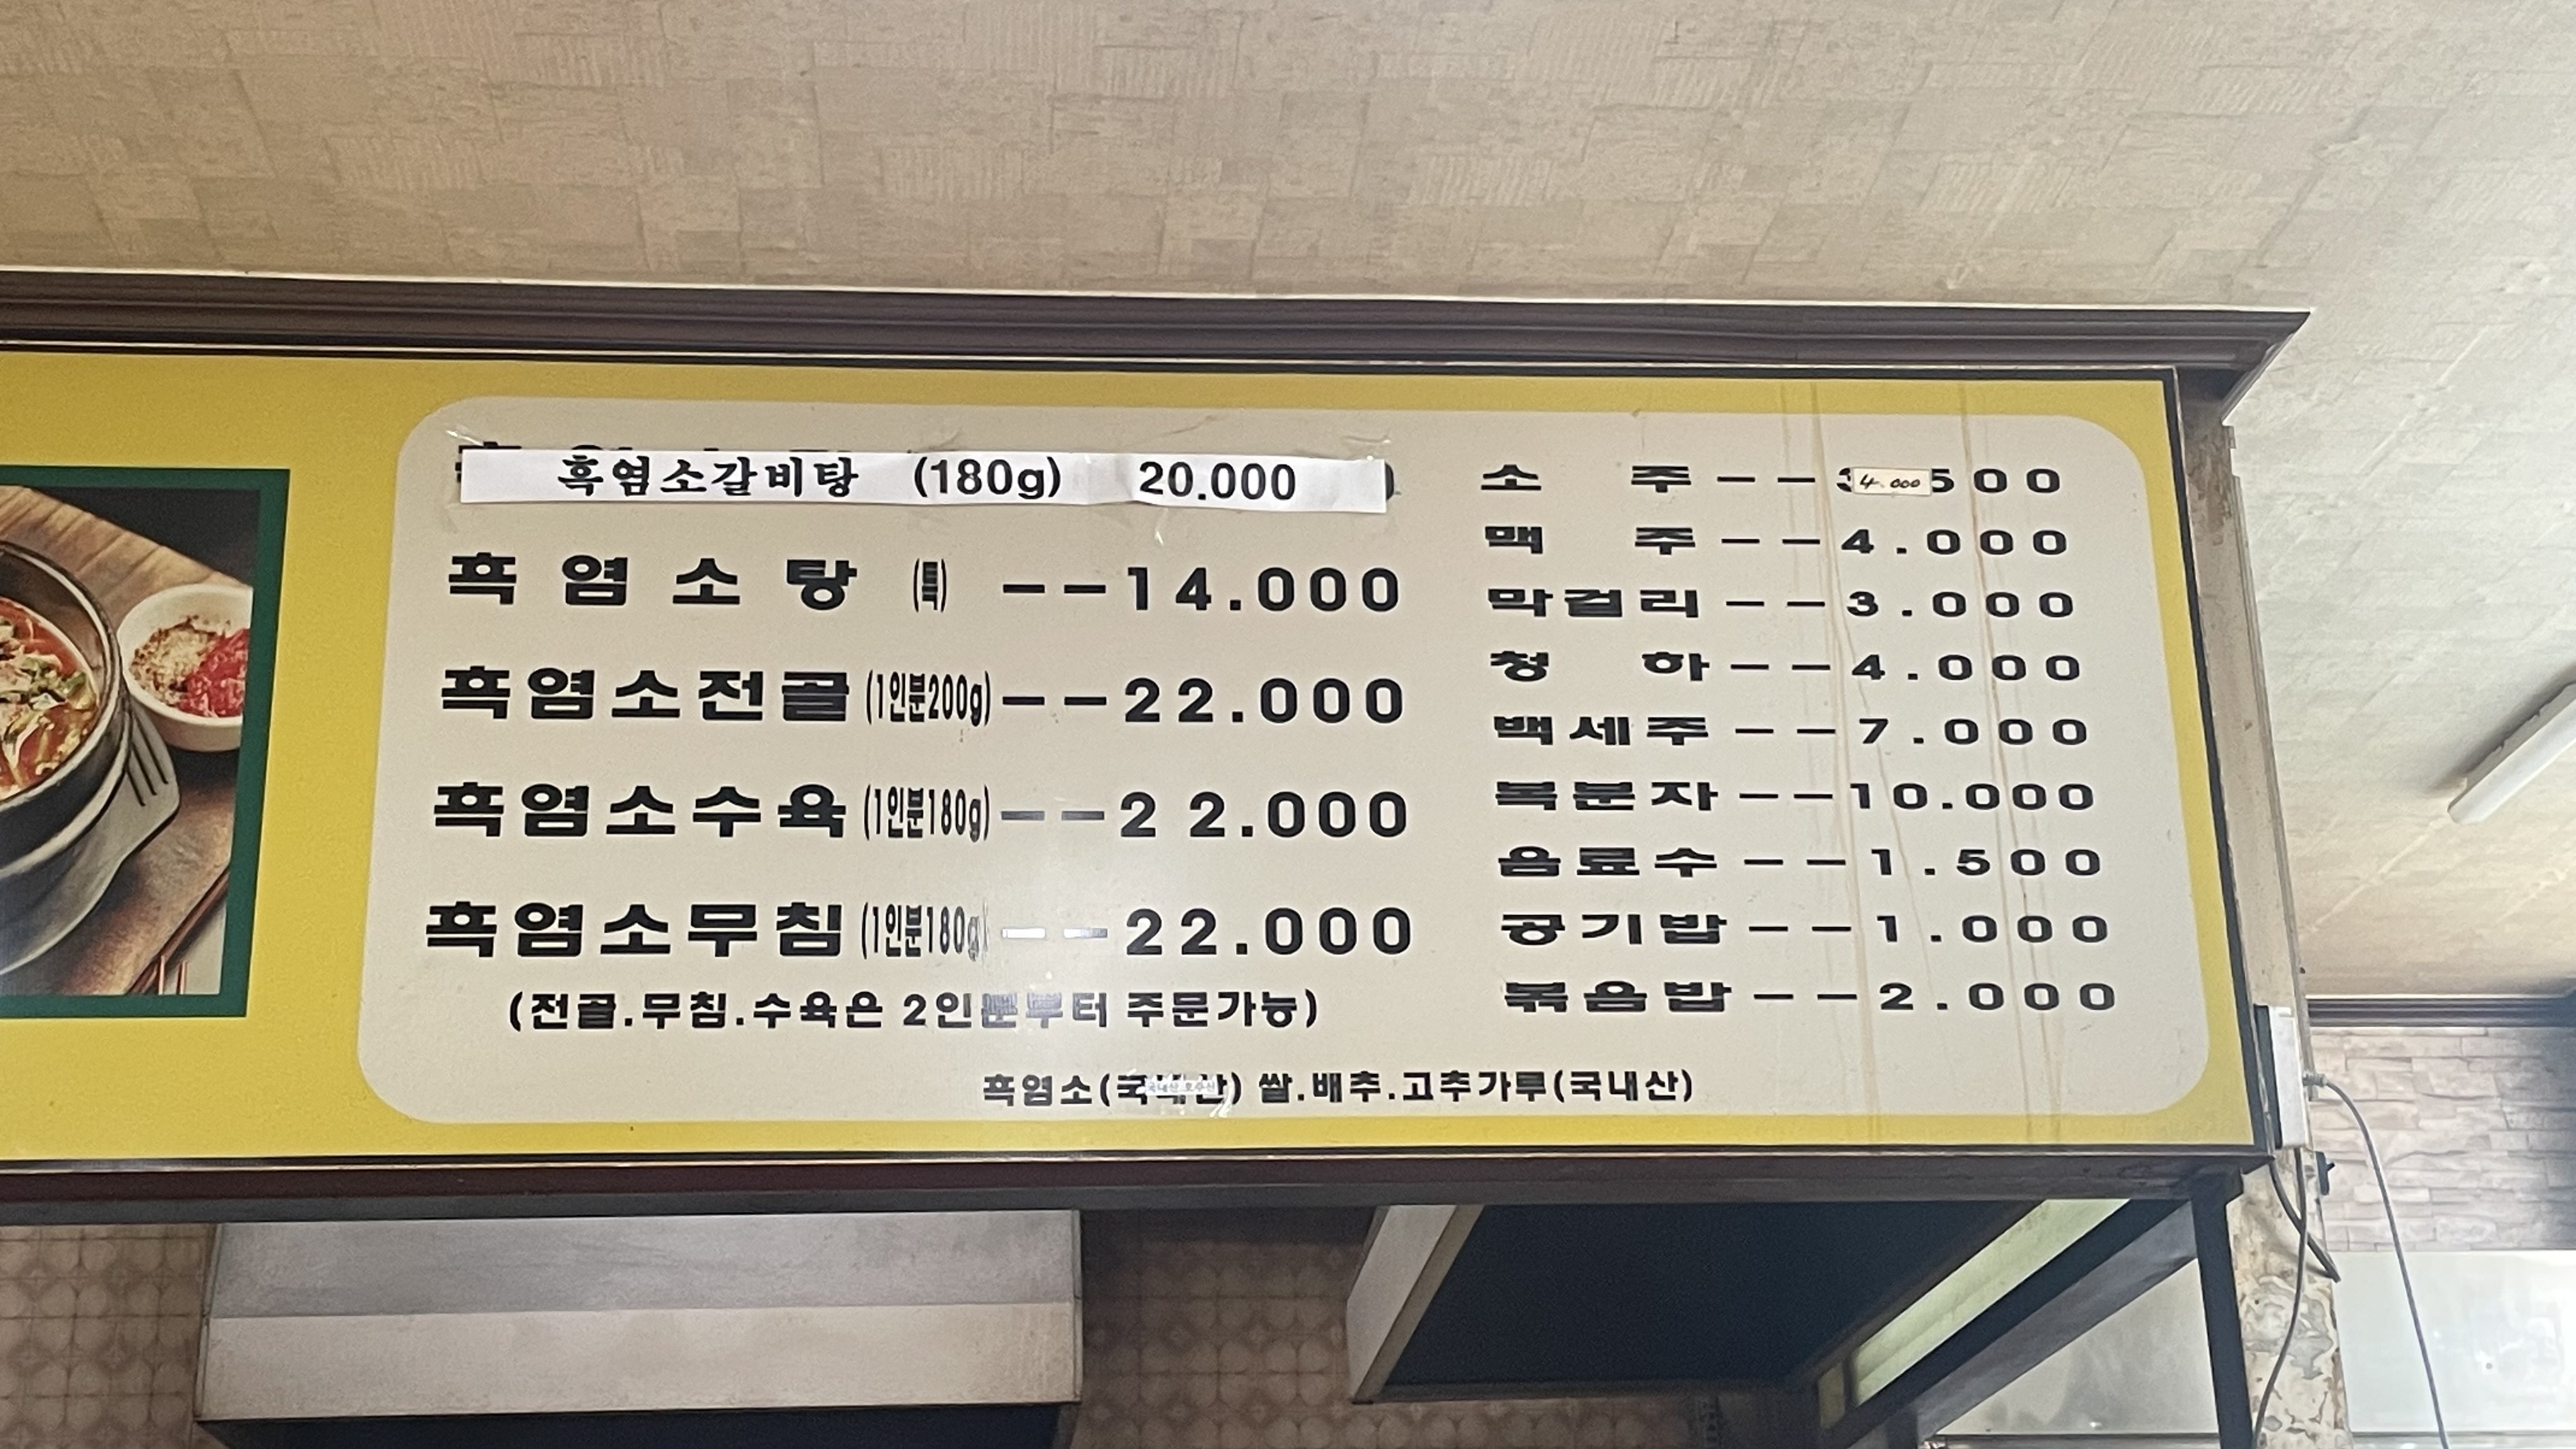 흑염소갈비탕 (180g) 20.000
흑염소탕 (특) --14.000
흑염소전골 (1인분200g)--22.000
흑염소수육 (1인분180g)--22.000
흑염소무침 (1인분180g)--22.000
(전골.무침.수육은 2인분부터 주문가능)
소주-- 4.000
맥주--4.000
막걸리--3.000
청하--4.000
백세주--7.000
복분자--10.000
음료수--1.500
공기밥--1.000
볶음밥--2.000
흑염소(국내산.호주산) 쌀.배추.고추가루(국내산)